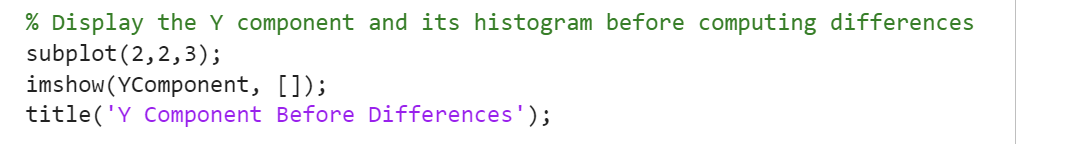 % Display the Y component and its histogram before computing differences
subplot(2,2,3);
imshow(YComponent, []);
title('Y Component Before Differences');